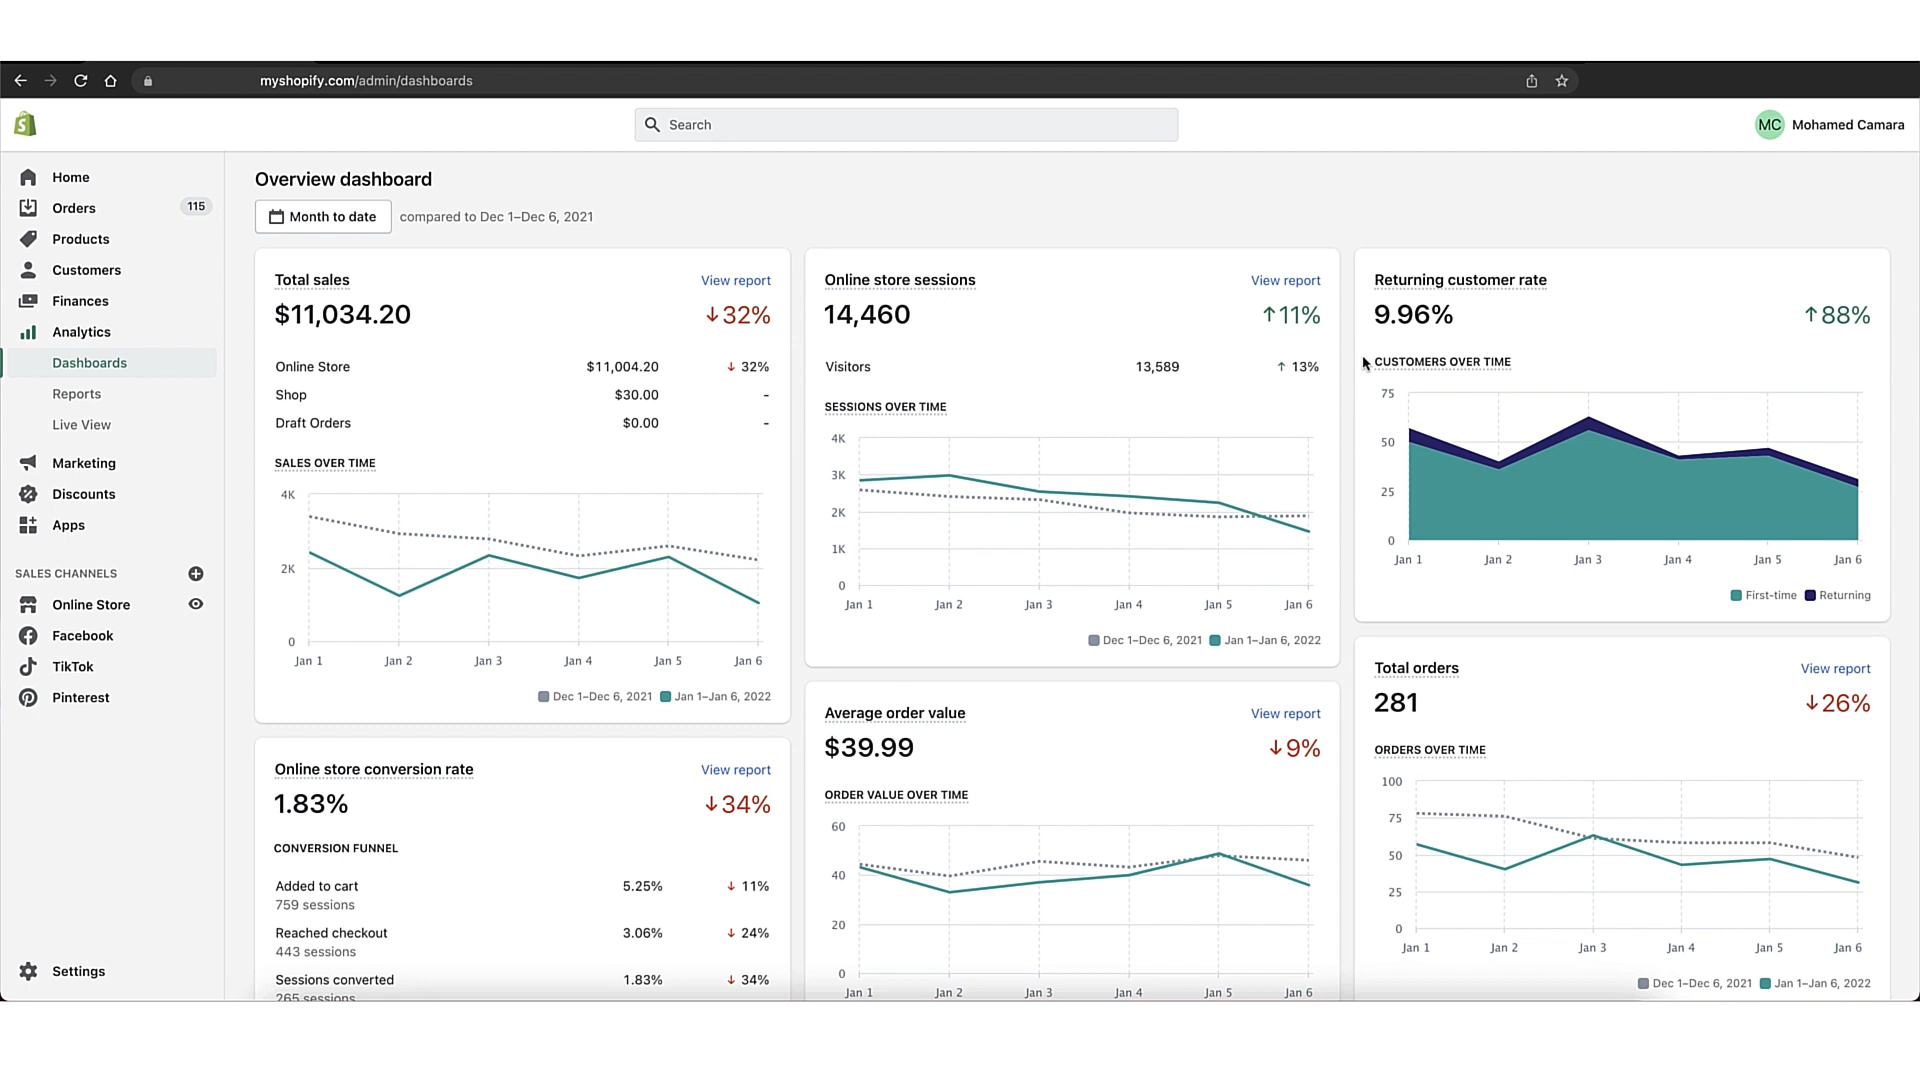 myshopify.com/admin/dashboards
Search
MC Mohamed Camara
Home
Orders 115
Products
Customers
Finances
Analytics
Dashboards
Reports
Live View
Marketing
Discounts
Apps
SALES CHANNELS
Online Store
Facebook
TikTok
Pinterest
Settings
Overview dashboard
Month to date compared to Dec 1–Dec 6, 2021
Total sales View report
$11,034.20 ↓32%
Online Store $11,004.20 ↓ 32%
Shop $30.00 -
Draft Orders $0.00 -
SALES OVER TIME
4K
2K
0
Jan 1 Jan 2 Jan 3 Jan 4 Jan 5 Jan 6
Dec 1–Dec 6, 2021 Jan 1–Jan 6, 2022
Online store conversion rate View report
1.83% ↓34%
CONVERSION FUNNEL
Added to cart 5.25% ↓ 11%
759 sessions
Reached checkout 3.06% ↓ 24%
443 sessions
Sessions converted 1.83% ↓ 34%
265 sessions
Online store sessions View report
14,460 ↑11%
Visitors 13,589 ↑ 13%
SESSIONS OVER TIME
4K
3K
2K
1K
0
Jan 1 Jan 2 Jan 3 Jan 4 Jan 5 Jan 6
Dec 1–Dec 6, 2021 Jan 1–Jan 6, 2022
Average order value View report
$39.99 ↓9%
ORDER VALUE OVER TIME
60
40
20
0
Jan 1 Jan 2 Jan 3 Jan 4 Jan 5 Jan 6
Returning customer rate
9.96% ↑88%
CUSTOMERS OVER TIME
75
50
25
0
Jan 1 Jan 2 Jan 3 Jan 4 Jan 5 Jan 6
First-time Returning
Total orders View report
281 ↓26%
ORDERS OVER TIME
100
75
50
25
0
Jan 1 Jan 2 Jan 3 Jan 4 Jan 5 Jan 6
Dec 1–Dec 6, 2021 Jan 1–Jan 6, 2022